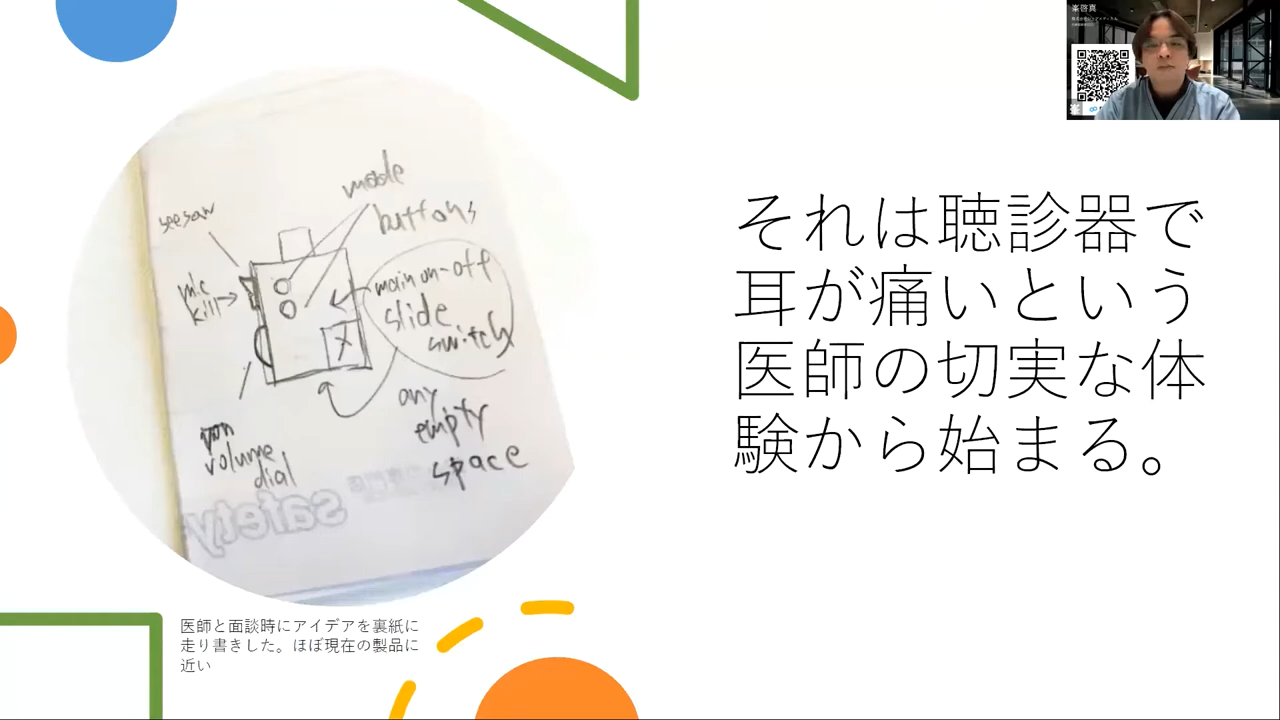 峯啓真
seesaw
mode
buttons
mic
kill
main on-off
slide
switch
any
empty
space
volume
dial
safety
医師と面談時にアイデアを裏紙に
走り書きした。ほぼ現在の製品に
近い
それは聴診器で
耳が痛いという
医師の切実な体
験から始まる。